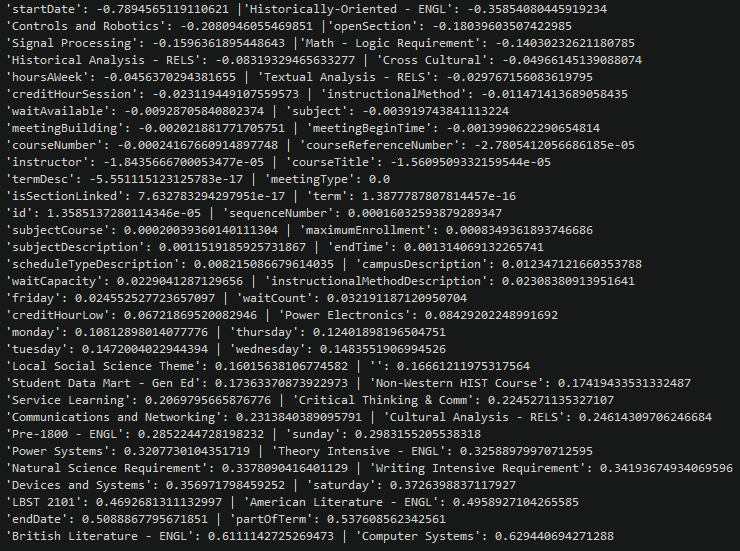 'startDate': -0.7894565119110621 |'Historically-Oriented - ENGL': -0.35854080445919234
'Controls and Robotics': -0.2080946055469851 |'openSection': -0.18039603507422985
'Signal Processing': -0.1596361895448643 |'Math - Logic Requirement': -0.14030232621180785
'Historical Analysis - RELS': -0.08319329465633277 | 'Cross Cultural': -0.04966145139088074
'hoursAWeek': -0.0456370294381655 | 'Textual Analysis - RELS': -0.029767156083619795
'creditHourSession': -0.023119449107559573 | 'instructionalMethod': -0.011471413689058435
'waitAvailable': -0.00928705840802374 | 'subject': -0.003919743841113224
'meetingBuilding': -0.002021881771705751 | 'meetingBeginTime': -0.0013990622290654814
'courseNumber': -0.00024167660914897748 | 'courseReferenceNumber': -2.7805412056686185e-05
'instructor': -1.8435666700053477e-05 | 'courseTitle': -1.5609509332159544e-05
'termDesc': -5.551115123125783e-17 | 'meetingType': 0.0
'isSectionLinked': 7.632783294297951e-17 | 'term': 1.3877787807814457e-16
'id': 1.3585137280114346e-05 | 'sequenceNumber': 0.00016032593879289347
'subjectCourse': 0.00020039360140111304 | 'maximumEnrollment': 0.0008349361893746686
'subjectDescription': 0.0011519185925731867 | 'endTime': 0.001314069132265741
'scheduleTypeDescription': 0.008215086679614035 | 'campusDescription': 0.012347121660353788
'waitCapacity': 0.0229041287129656 | 'instructionalMethodDescription': 0.02308380913951641
'friday': 0.024552527723657097 | 'waitCount': 0.032191187120950704
'creditHourLow': 0.06721869520082946 | 'Power Electronics': 0.08429202248991692
'monday': 0.10812898014077776 | 'thursday': 0.12401898196504751
'tuesday': 0.1472004022944394 | 'wednesday': 0.1483551906994526
'Local Social Science Theme': 0.16015638106774582 | '': 0.16661211975317564
'Student Data Mart - Gen Ed': 0.17363370873922973 | 'Non-Western HIST Course': 0.17419433531332487
'Service Learning': 0.2069795665876776 | 'Critical Thinking & Comm': 0.2245271135327107
'Communications and Networking': 0.2313840389095791 | 'Cultural Analysis - RELS': 0.24614309706246684
'Pre-1800 - ENGL': 0.2852244728198232 | 'sunday': 0.2983155205538318
'Power Systems': 0.3207730104351719 | 'Theory Intensive - ENGL': 0.32588979970712595
'Natural Science Requirement': 0.3378090416401129 | 'Writing Intensive Requirement': 0.34193674934069596
'Devices and Systems': 0.356971798459252 | 'saturday': 0.3726398837117927
'LBST 2101': 0.4692681311132997 | 'American Literature - ENGL': 0.4958927104265585
'endDate': 0.5088867795671851 | 'partOfTerm': 0.537608562342561
'British Literature - ENGL': 0.6111142725269473 | 'Computer Systems': 0.629440694271288